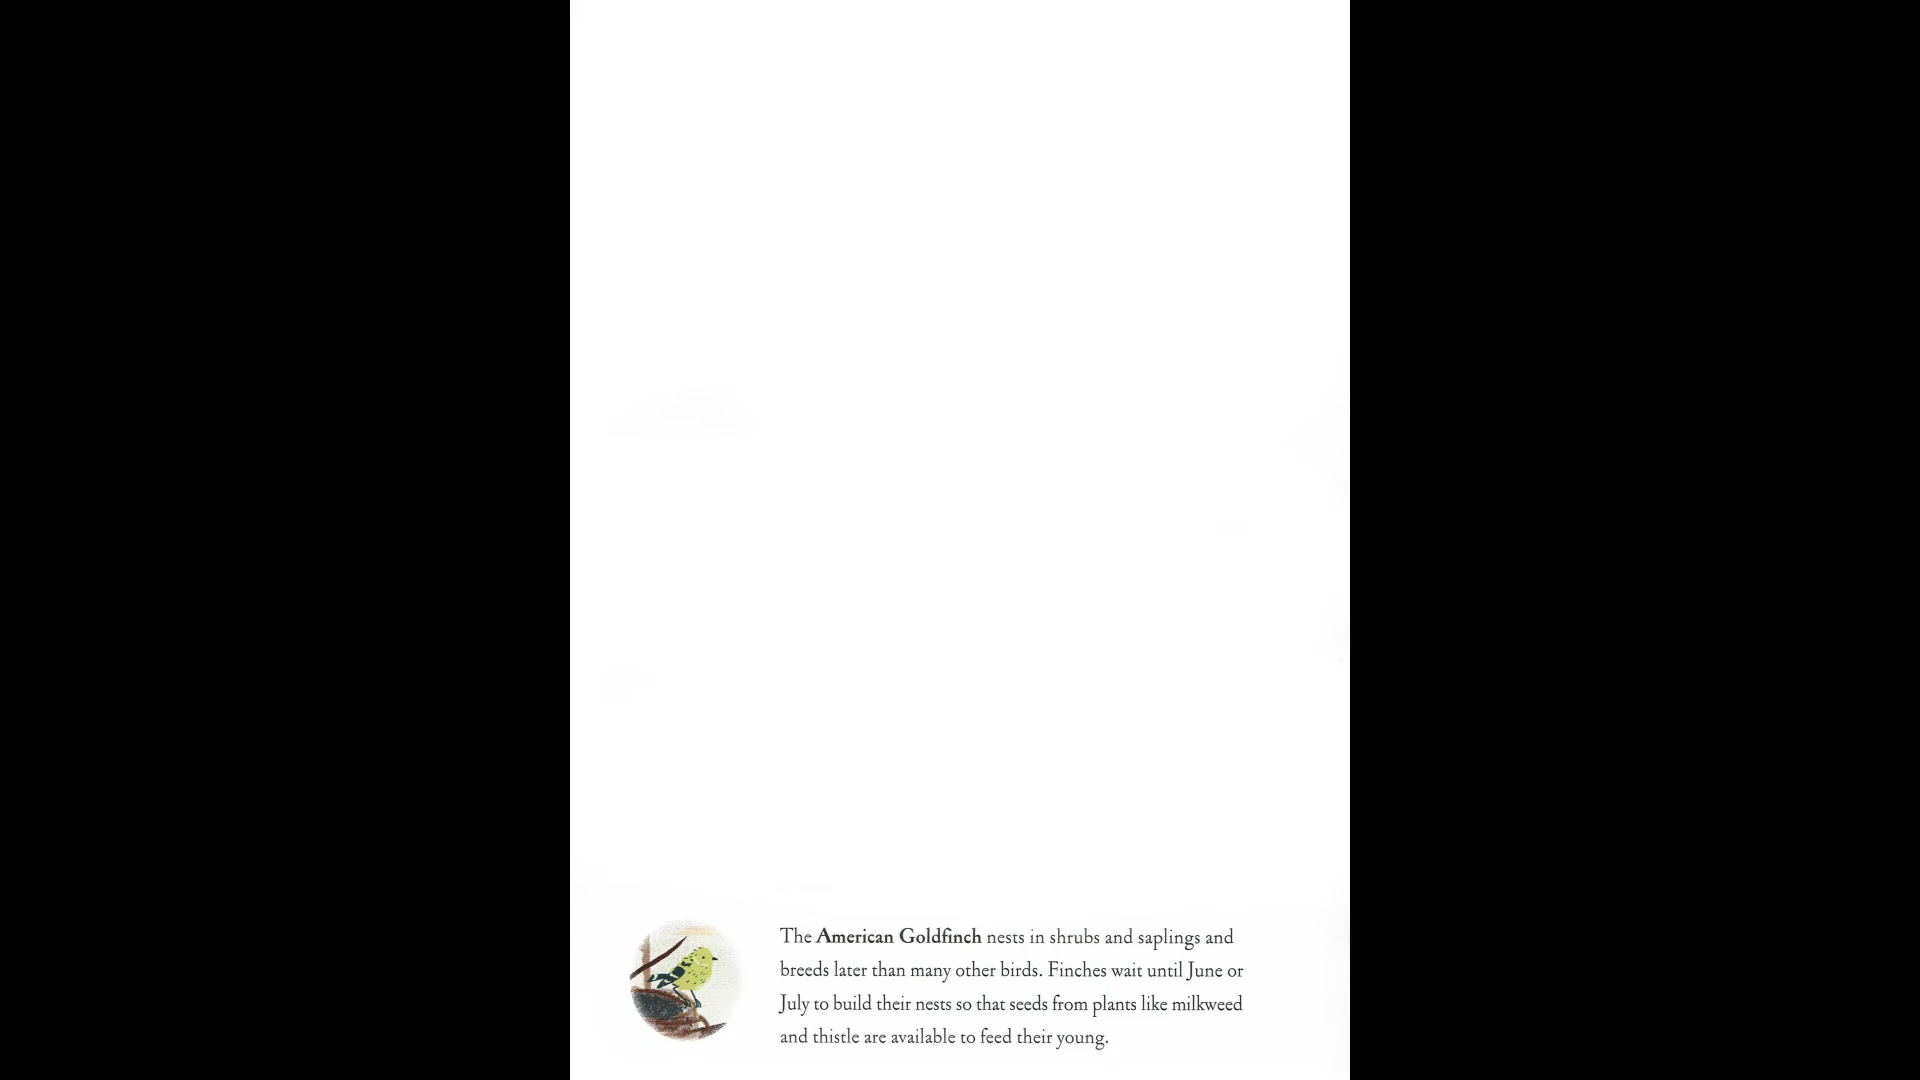 The American Goldfinch nests in shrubs and saplings and
breeds later than many other birds. Finches wait until June or
July to build their nests so that seeds from plants like milkweed
and thistle are available to feed their young.